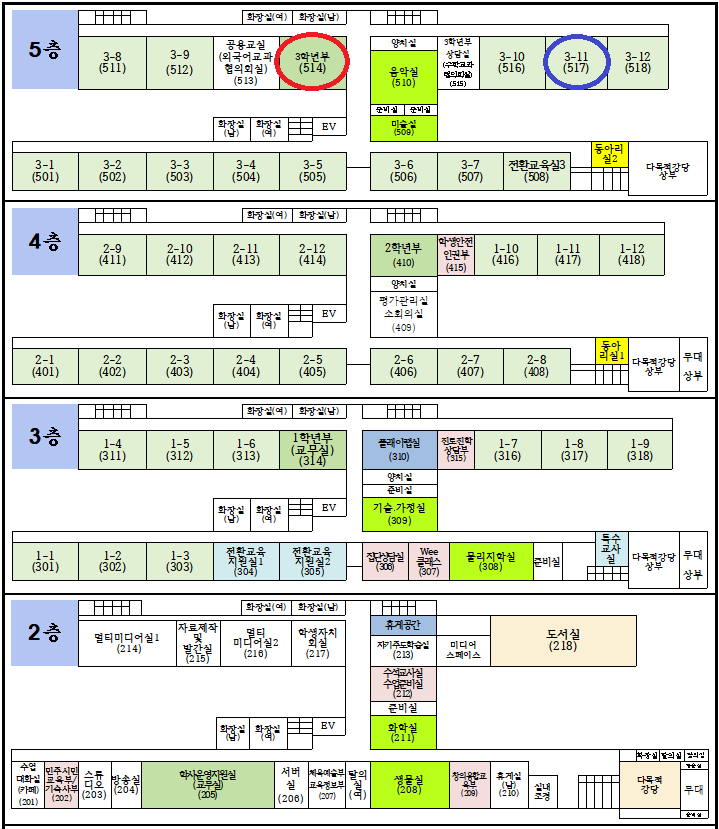 화장실(여) 화장실(남)
5층
3-8
(511)
3-9
(512)
공용교실
(외국어교과
협의회실)
(513)
3학년부
(514)
양치실
음악실
(510)
준비실 준비실
미술실
(509)
3학년부
상담실
(수학교과
협의회실)
(515)
3-10
(516)
3-11
(517)
3-12
(518)
화장실
(남)
화장실
(여)
EV
3-1
(501)
3-2
(502)
3-3
(503)
3-4
(504)
3-5
(505)
3-6
(506)
3-7
(507)
전환교육실3
(508)
동아리
실2
다목적강당
상부
4층
화장실(여) 화장실(남)
2-9
(411)
2-10
(412)
2-11
(413)
2-12
(414)
2학년부
(410)
학생안전
인권부
(415)
1-10
(416)
1-11
(417)
1-12
(418)
양치실
평가관리실
소회의실
(409)
화장실
(남)
화장실
(여)
EV
2-1
(401)
2-2
(402)
2-3
(403)
2-4
(404)
2-5
(405)
2-6
(406)
2-7
(407)
2-8
(408)
동아
리실1
다목적강당
상부
무대
상부
3층
화장실(여) 화장실(남)
1-4
(311)
1-5
(312)
1-6
(313)
1학년부
(교무실)
(314)
플레이랩실
(310)
진로진학
상담부
(315)
1-7
(316)
1-8
(317)
1-9
(318)
양치실
준비실
기술.가정실
(309)
화장실
(남)
화장실
(여)
EV
1-1
(301)
1-2
(302)
1-3
(303)
전환교육
지원실1
(304)
전환교육
지원실2
(305)
집단상담실
(306)
Wee
클래스
(307)
물리지학실
(308)
준비실
특수
교사
실
다목적강당
상부
무대
상부
2층
화장실(여) 화장실(남)
멀티미디어실1
(214)
자료제작
및
발간실
(215)
멀티
미디어실2
(216)
학생자치
회실
(217)
휴게공간
자기주도학습실
(213)
미디어
스페이스
도서실
(218)
수석교사실
수업준비실
(212)
준비실
화학실
(211)
화장실
(남)
화장실
(여)
EV
수업
대화실
(카페)
(201)
민주시민
교육부/
기숙사부
(202)
스튜
디오
(203)
방송실
(204)
학사운영지원실
(교무실)
(205)
서버
실
(206)
체육예술부
교육정보부
(207)
탈의
실
(여)
생물실
(208)
창의융합교
육부
(209)
휴게실
(남)
(210)
실내
조경
화장실 탈의실
다목적
강당
무대